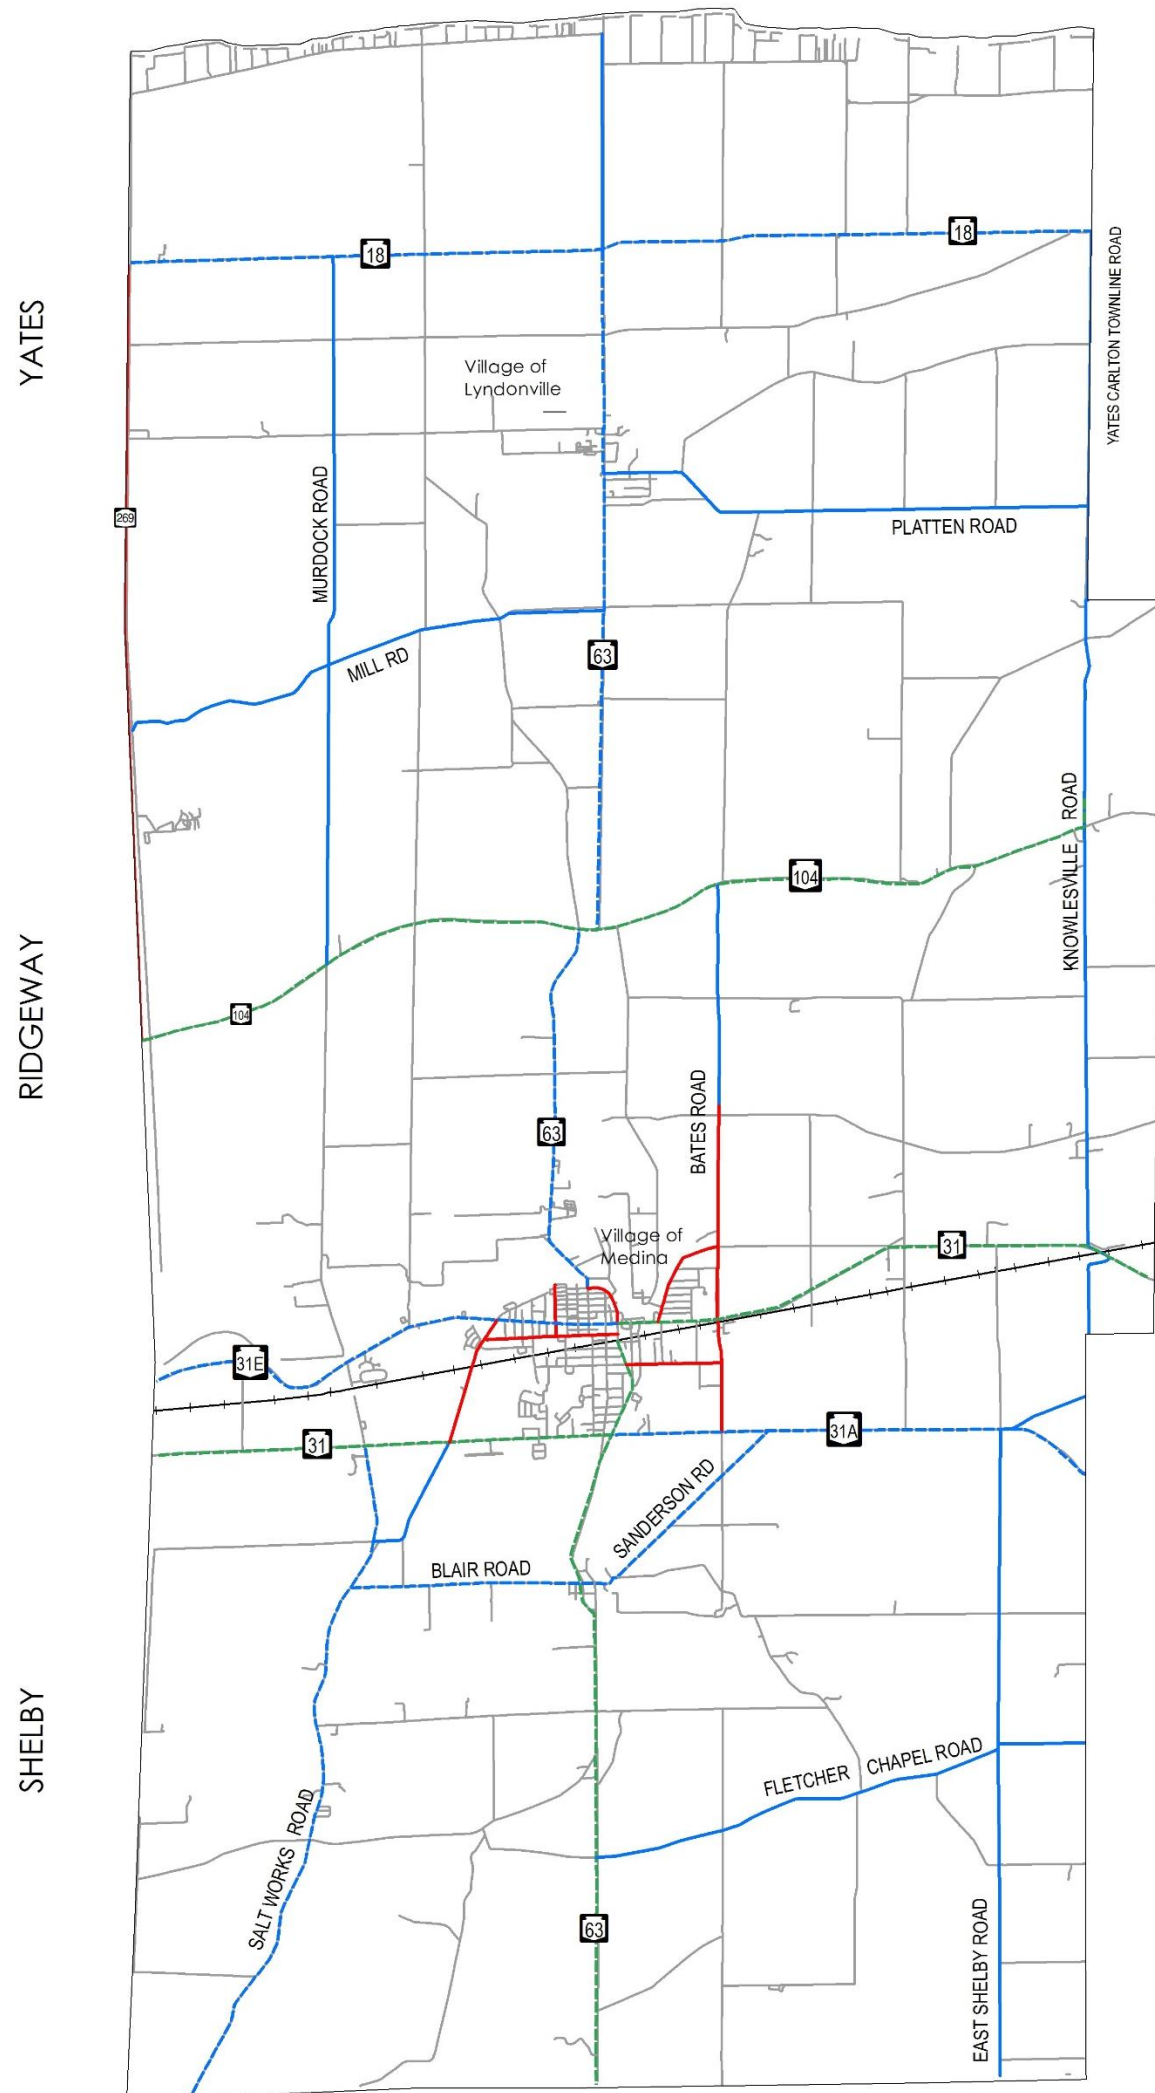 18
18
YATES CARLTON TOWNLINE ROAD
YATES
Village of
Lyndonville
MURDOCK ROAD
269
PLATTEN ROAD
63
MILL RD
KNOWLESVILLE ROAD
104
104
RIDGEWAY
BATES ROAD
63
Village of
Medina
31
31E
31
31A
SANDERSON RD
BLAIR ROAD
SHELBY
FLETCHER CHAPEL ROAD
SALT WORKS ROAD
63
EAST SHELBY ROAD